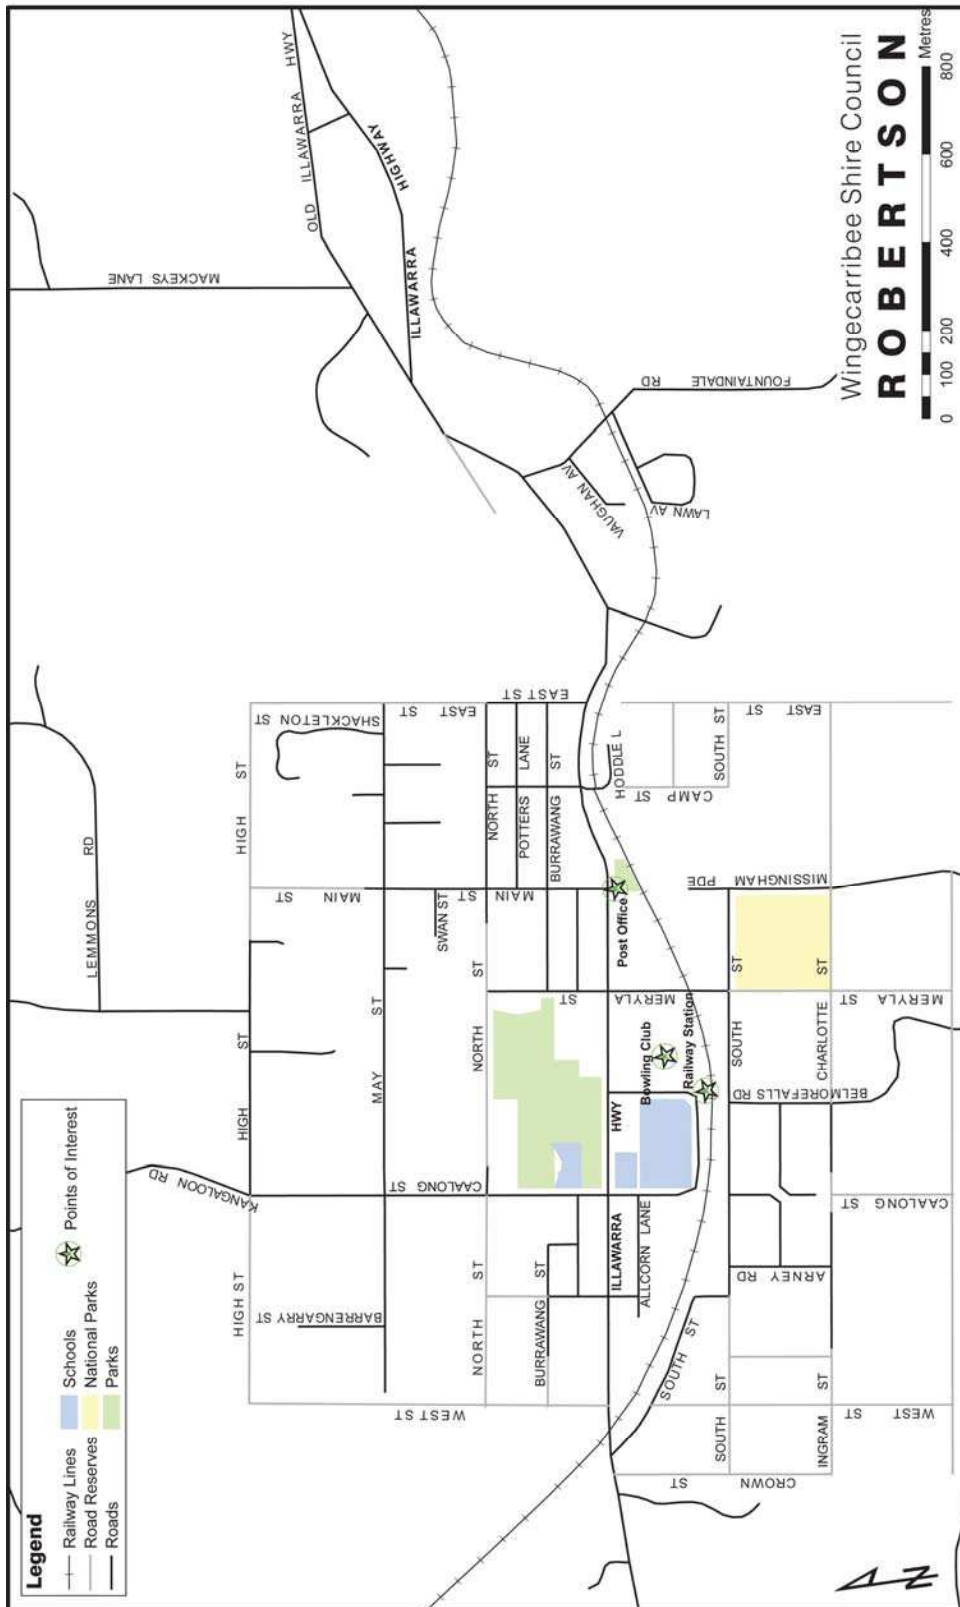 Wingecarribee Shire Council
ROBERTSON
Metres
0 100 200 400 600 800
Legend
Railway Lines
Road Reserves
Roads
Schools
National Parks
Parks
Points of Interest
OLD ILLAWARRA HWY
ILLAWARRA HIGHWAY
MACKEYS LANE
FOUNTAINDALE RD
VAUGHAN AV
LAWN AV
LEMMONS RD
KANGALOON RD
HIGH ST
HIGH ST
HIGH ST
SHACKLETON ST
EAST ST
EAST ST
MAIN ST
MAIN ST
SWAN ST
MAY ST
BARRENGARRY ST
CAALONG ST
WEST ST
NORTH ST
NORTH ST
NORTH ST
POTTERS LANE
BURRAWANG ST
BURRAWANG ST
MERYLA ST
HODDLE L
CAMP ST
SOUTH ST
EAST ST
Post Office
Bowling Club
Railway Station
ILLAWARRA HWY
ALLCORN LANE
SOUTH ST
MISSINGHAM PDE
SOUTH ST
SOUTH ST
CHARLOTTE ST
MERYLA ST
BELMOREFALLS RD
CAALONG ST
ARNEY RD
INGRAM ST
WEST ST
CROWN ST
N